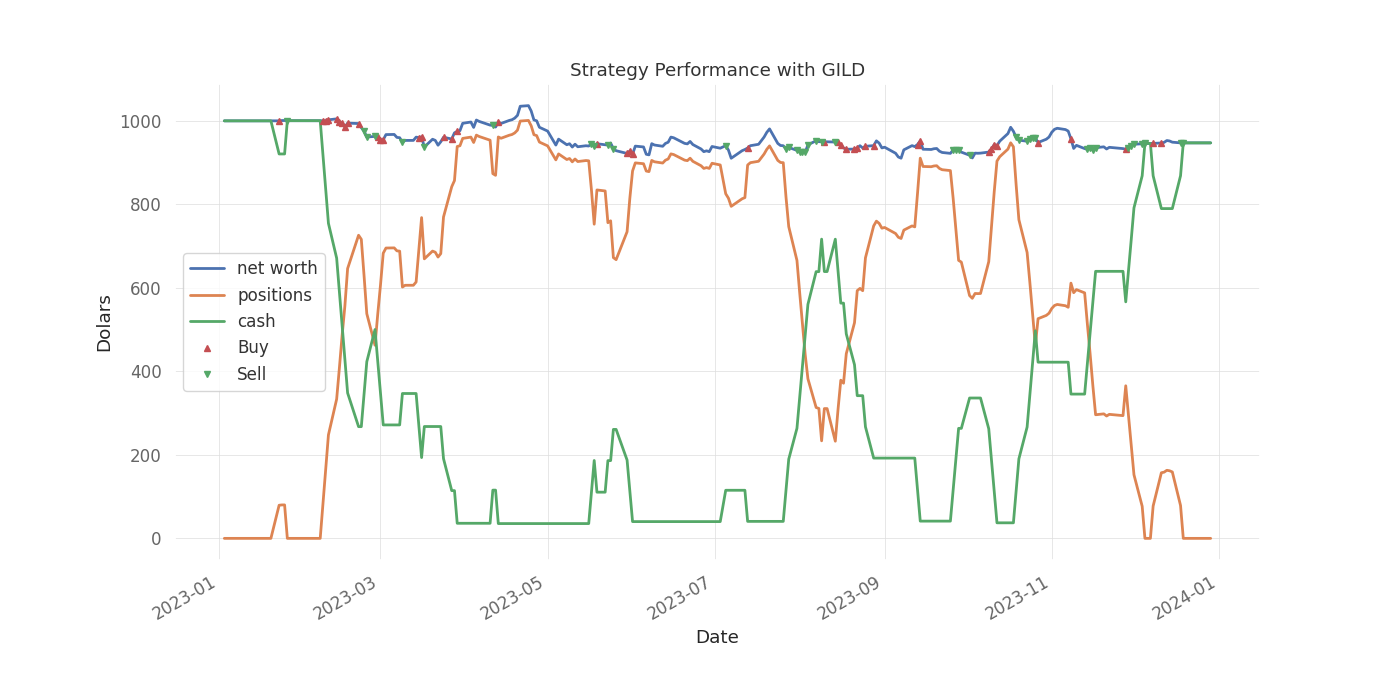 Strategy Performance with GILD
1000
800
600
400
200
0
Dolars
net worth
positions
cash
Buy
Sell
2023-01
2023-03
2023-05
2023-07
2023-09
2023-11
2024-01
Date